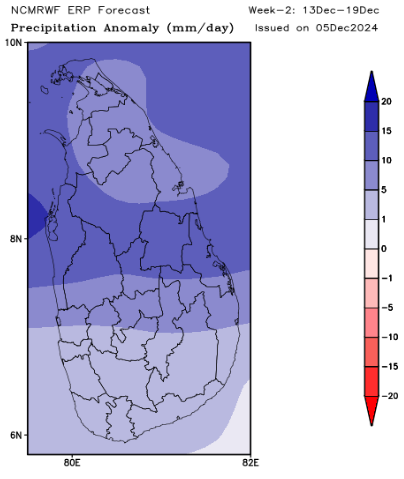 NCMRWF ERP Forecast
Week-2: 13Dec-19Dec
Precipitation Anomaly (mm/day)
Issued on 05Dec2024
10N
8N
6N
80E
82E
20
15
10
5
1
0
-1
-5
-10
-15
-20